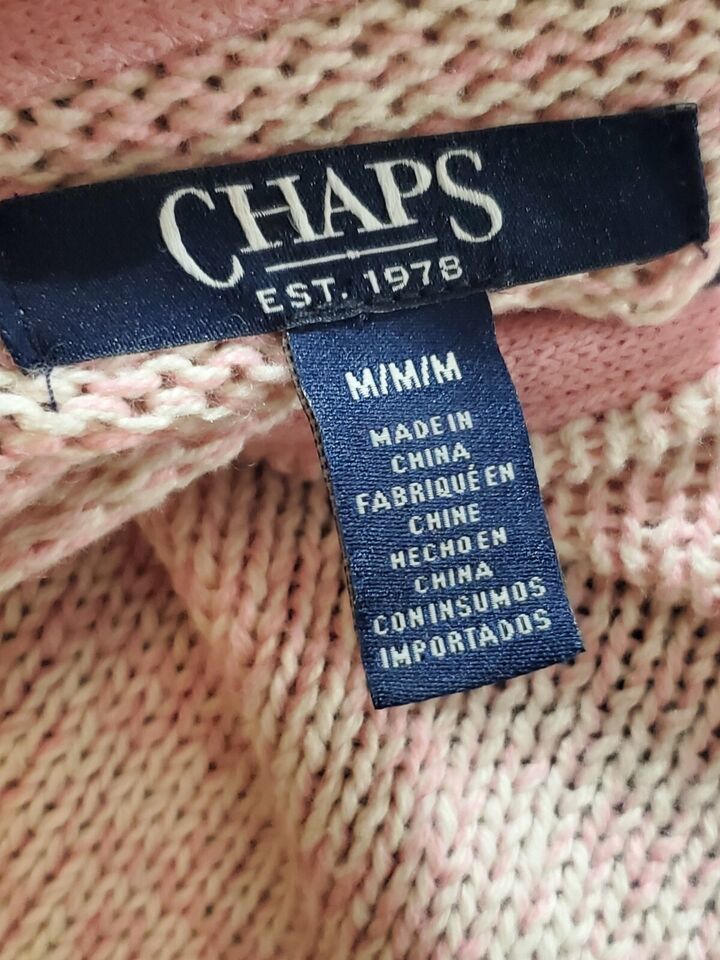 CHAPS
EST. 1978
M/M/M
MADE IN
CHINA
FABRIQUÉ EN
CHINE
HECHO EN
CHINA
CON INSUMOS
IMPORTADOS